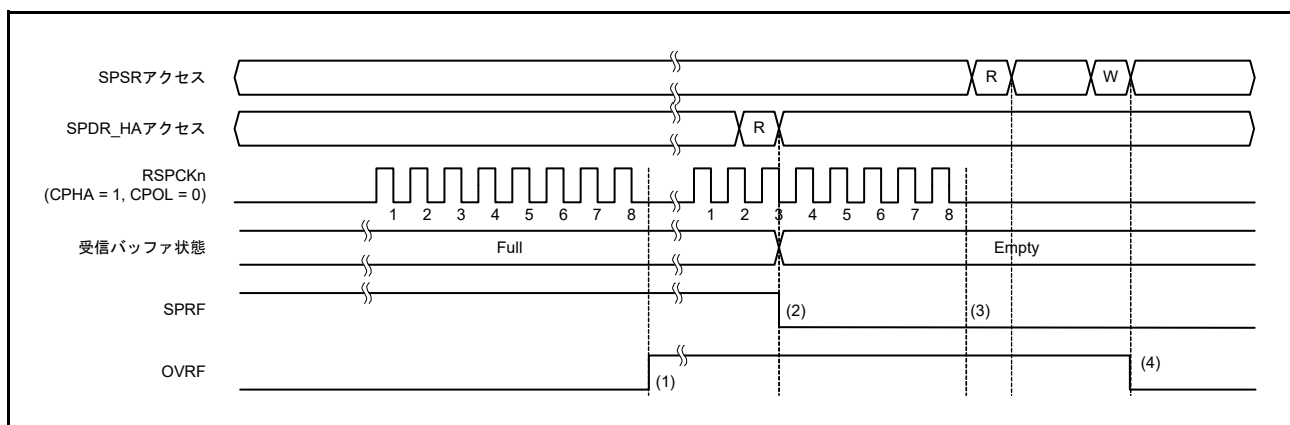 SPSRアクセス R W
SPDR_HAアクセス R
RSPCKn
(CPHA = 1, CPOL = 0)
1 2 3 4 5 6 7 8 1 2 3 4 5 6 7 8
受信バッファ状態 Full Empty
SPRF (2) (3)
OVRF (1) (4)